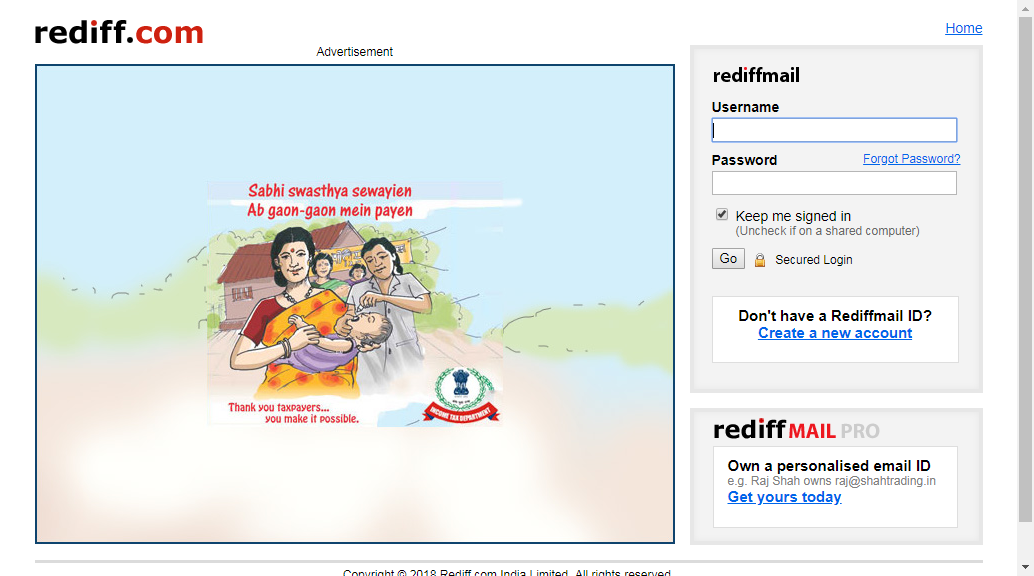 rediff.com
Home
Advertisement
Sabhi swasthya sewayien
Ab gaon-gaon mein payen
Thank you taxpayers...
you make it possible.
INCOME TAX DEPARTMENT
rediffmail
Username
Password
Forgot Password?
Keep me signed in
(Uncheck if on a shared computer)
Go
Secured Login
Don't have a Rediffmail ID?
Create a new account
rediff MAIL PRO
Own a personalised email ID
e.g. Raj Shah owns raj@shahtrading.in
Get yours today
Copyright © 2018 Rediff.com India Limited. All rights reserved.